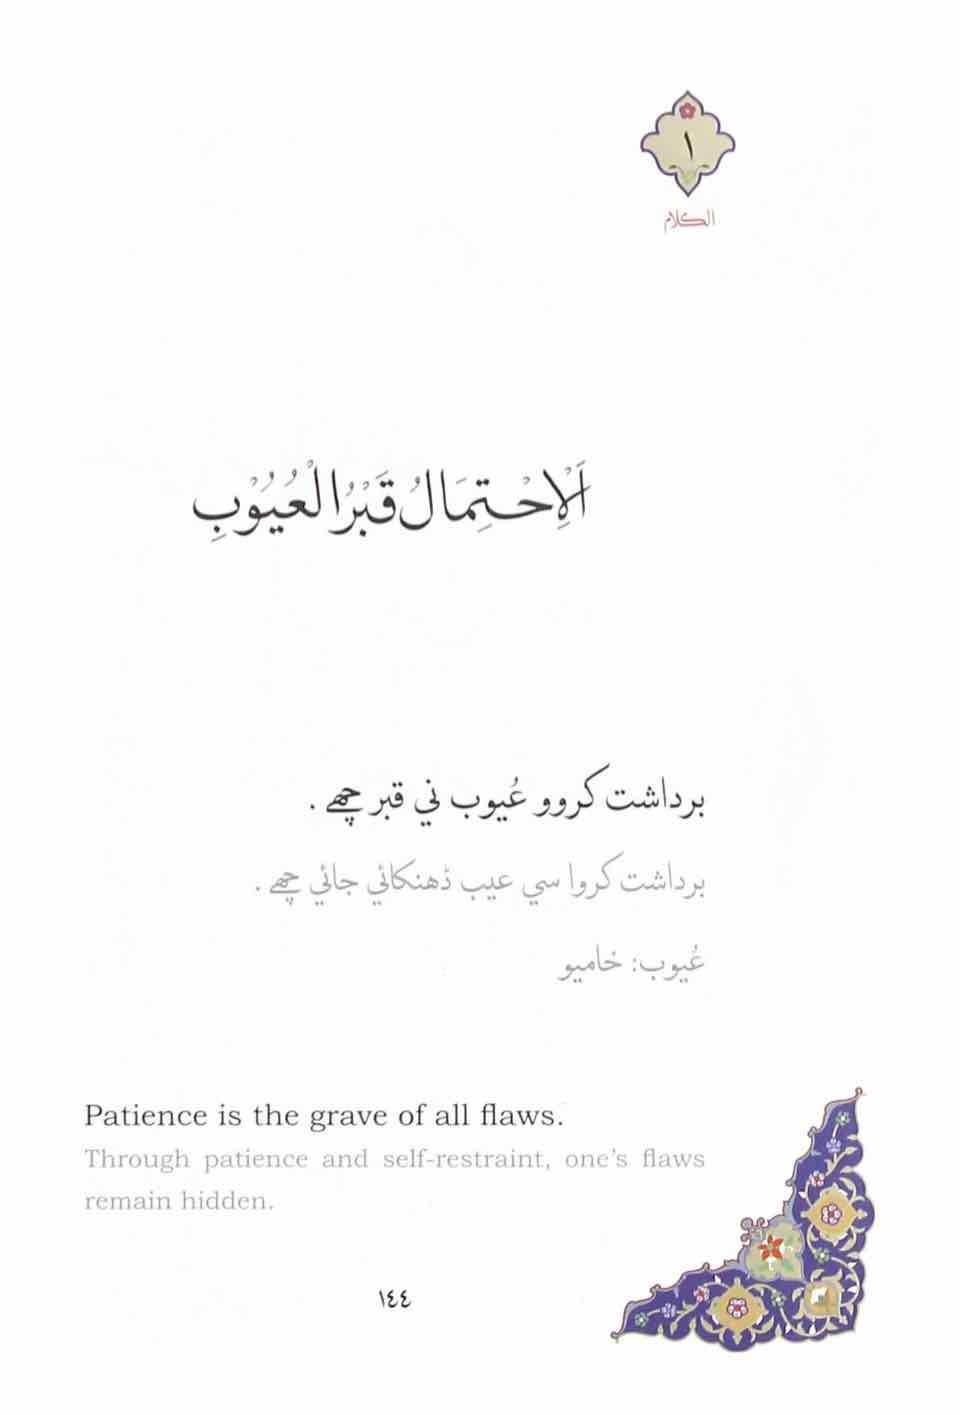 ١
الكلام
اَلْاِحْتِمَالُ قَبْرُ الْعُيُوْبِ
برداشت كروو عُيوب ني قبر چھے .
برداشت كروا سي عيب ڈھنكائي جائي چھے .
عُيوب: خاميو
Patience is the grave of all flaws.
Through patience and self-restraint, one's flaws
remain hidden.
١٤٤